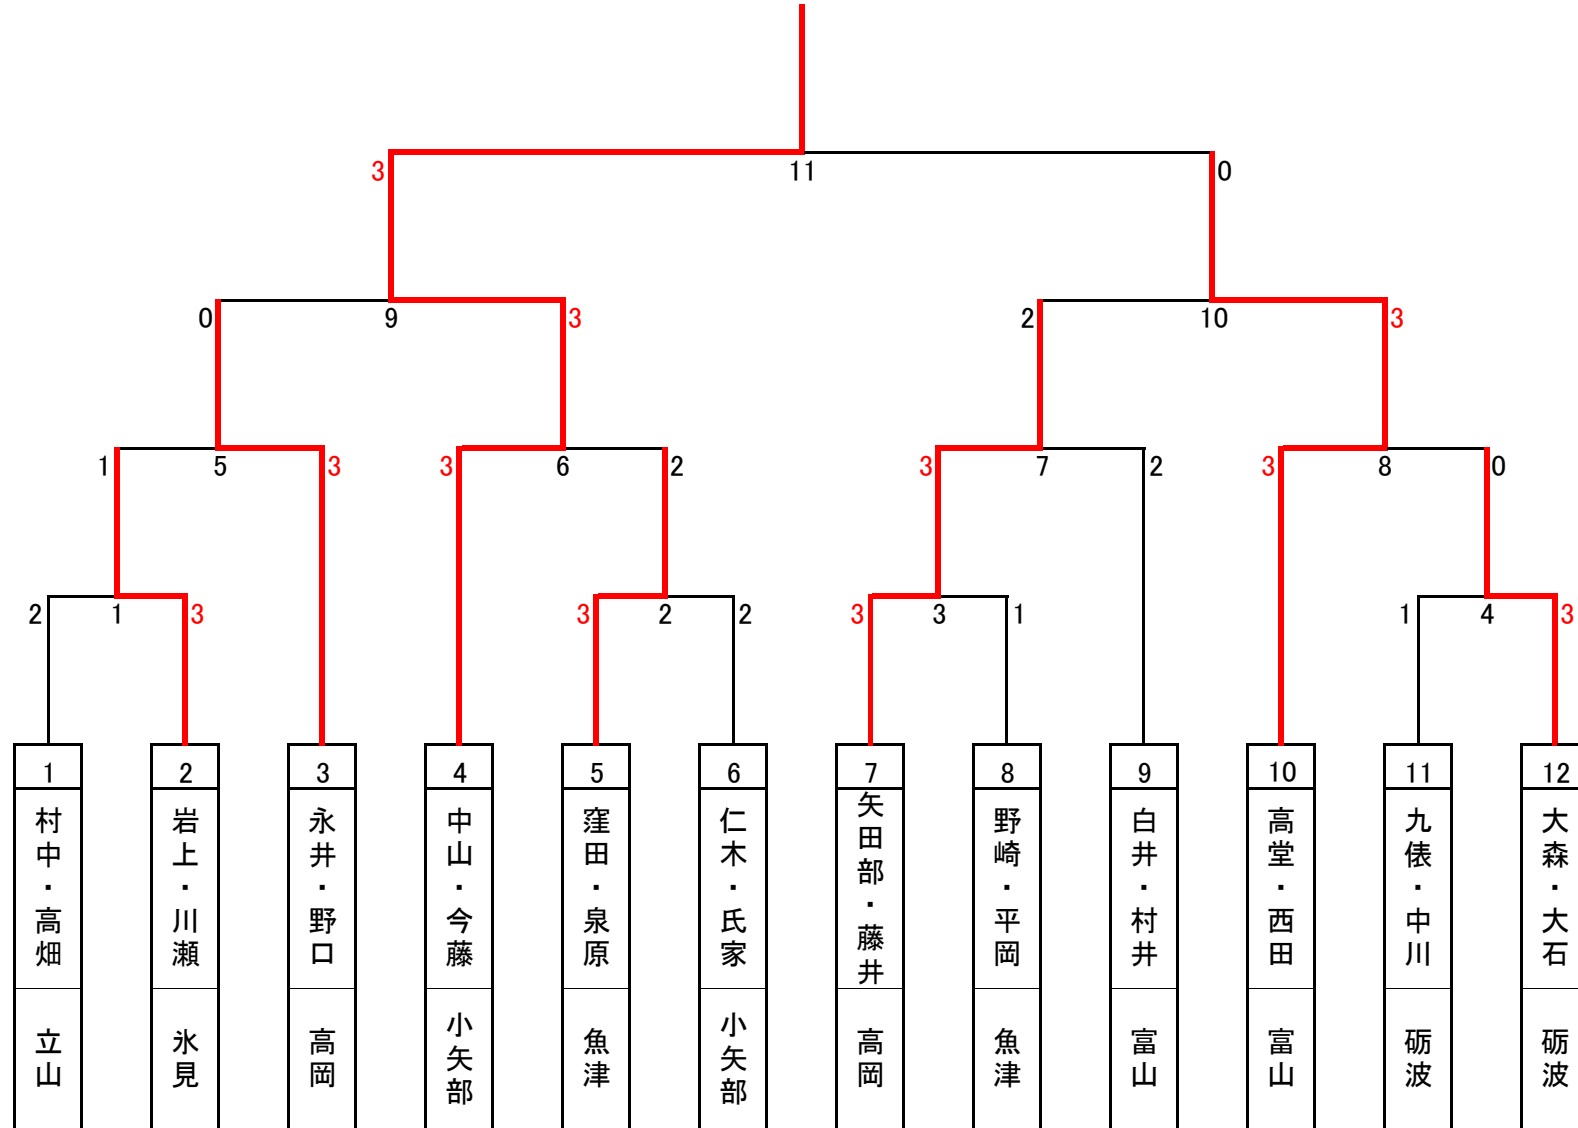 3 11 0
0 9 3 2 10 3
1 5 3 3 6 2 3 7 2 3 8 0
2 1 3 3 2 2 3 3 1 1 4 3
1 2 3 4 5 6 7 8 9 10 11 12
村中・高畑
岩上・川瀬
永井・野口
中山・今藤
窪田・泉原
仁木・氏家
矢田部・藤井
野崎・平岡
白井・村井
高堂・西田
九俵・中川
大森・大石
立山
氷見
高岡
小矢部
魚津
小矢部
高岡
魚津
富山
富山
砺波
砺波